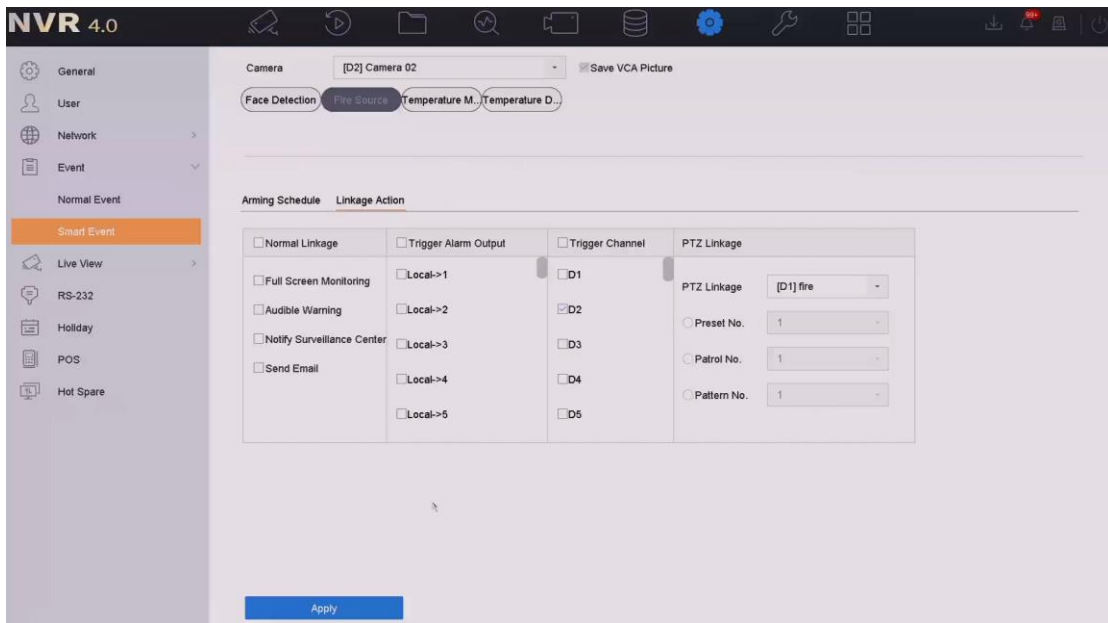 NVR 4.0
99+
General
User
Network
Event
Normal Event
Smart Event
Live View
RS-232
Holiday
POS
Hot Spare
Camera [D2] Camera 02 Save VCA Picture
Face Detection Fire Source Temperature M... Temperature D...
Arming Schedule Linkage Action
Normal Linkage Trigger Alarm Output Trigger Channel PTZ Linkage
Full Screen Monitoring
Audible Warning
Notify Surveillance Center
Send Email
Local->1
Local->2
Local->3
Local->4
Local->5
D1
D2
D3
D4
D5
PTZ Linkage [D1] fire
Preset No. 1
Patrol No. 1
Pattern No. 1
Apply